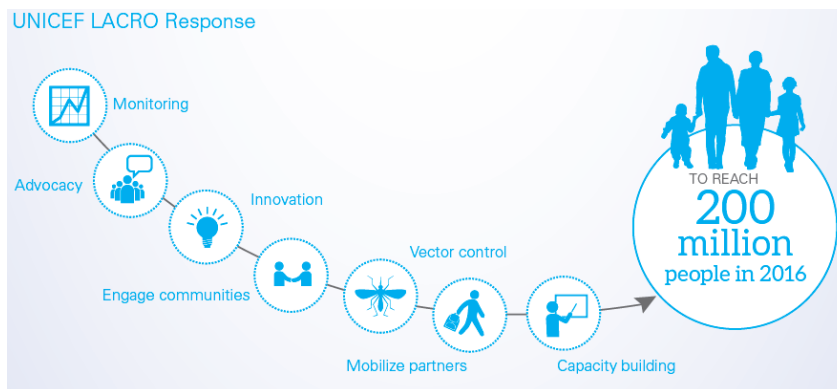 UNICEF LACRO Response
Monitoring
Advocacy
Innovation
Engage communities
Vector control
Mobilize partners
Capacity building
TO REACH
200
million
people in 2016